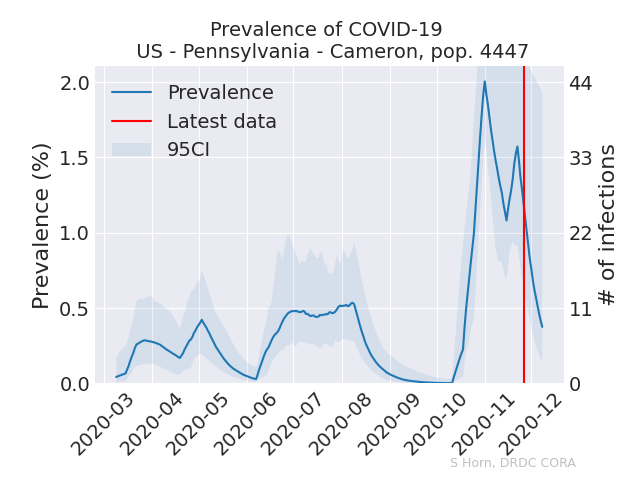 Prevalence of COVID-19
US - Pennsylvania - Cameron, pop. 4447
Prevalence
Latest data
95CI
Prevalence (%)
2.0
1.5
1.0
0.5
0.0
44
33
22
11
0
# of infections
2020-03
2020-04
2020-05
2020-06
2020-07
2020-08
2020-09
2020-10
2020-11
2020-12
S Horn, DRDC CORA